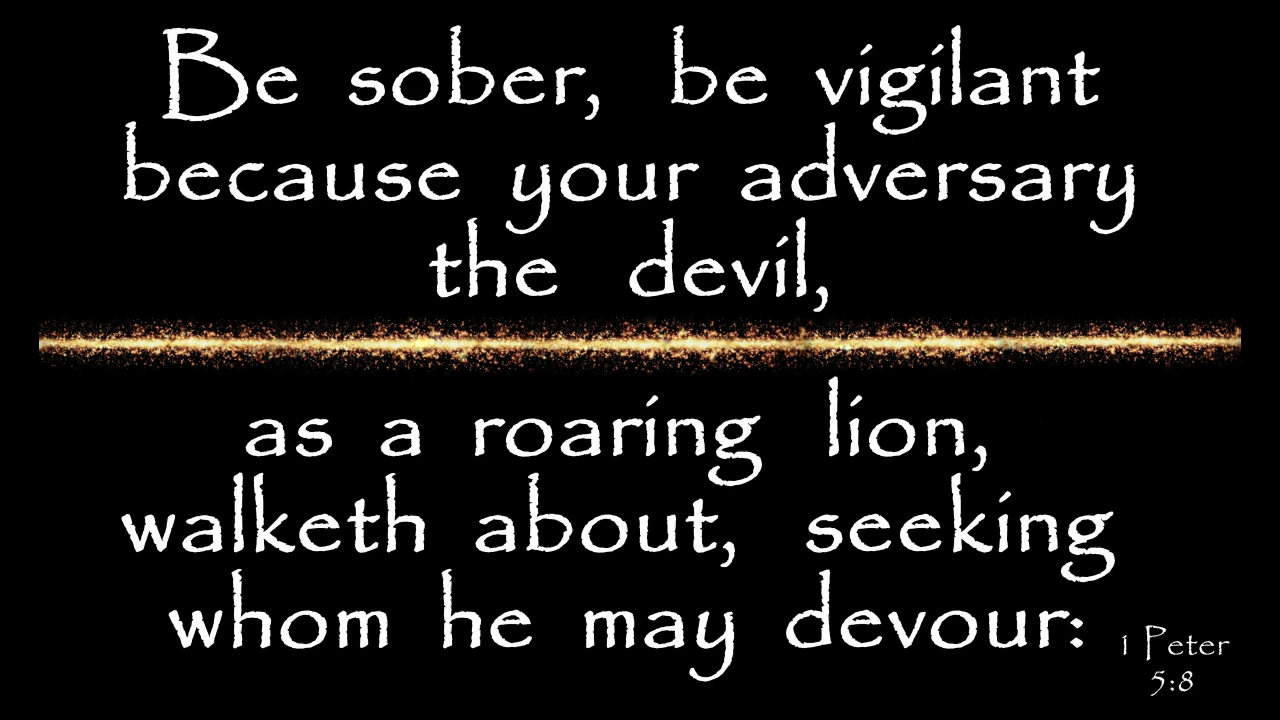 Be sober, be vigilant
because your adversary
the devil,
as a roaring lion,
walketh about, seeking
whom he may devour:
1 Peter
5:8